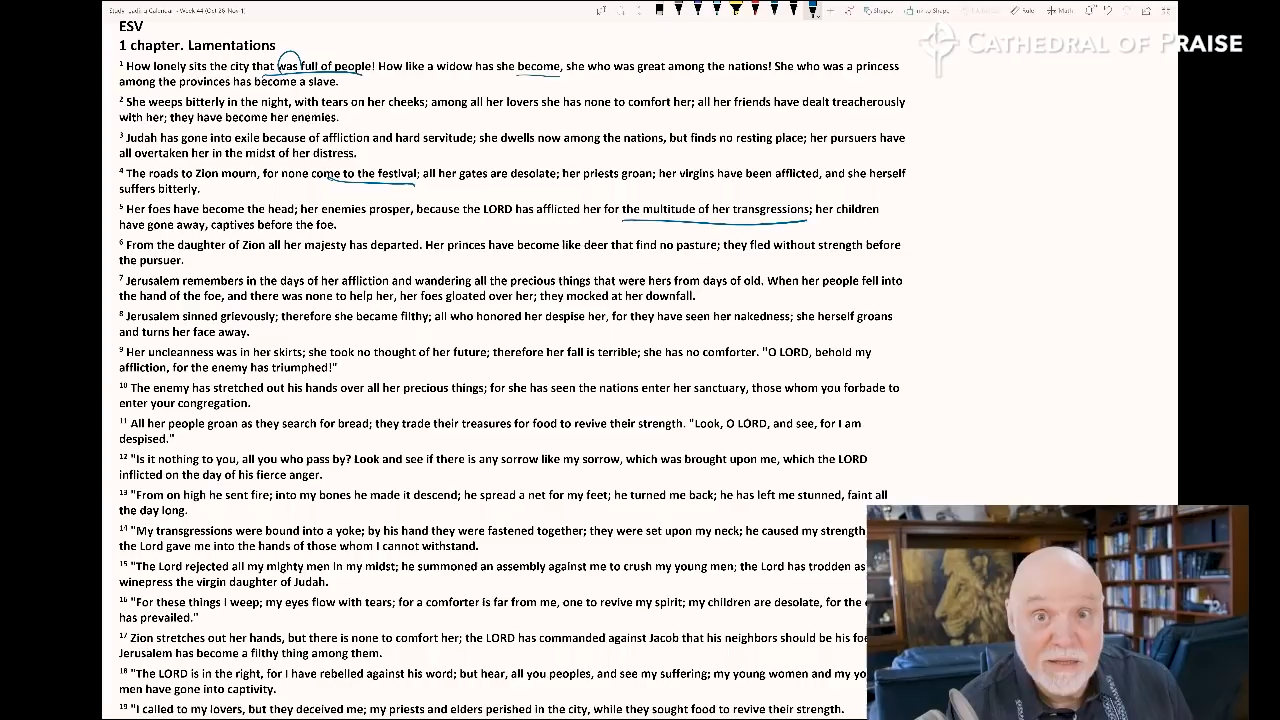 Study Reading Calendar - Week 44 (Oct 26-Nov 1)
Shapes
Ink to Shape
Rule
Math
CATHEDRAL OF PRAISE
ESV
1 chapter. Lamentations
1 How lonely sits the city that was full of people! How like a widow has she become, she who was great among the nations! She who was a princess
among the provinces has become a slave.
2 She weeps bitterly in the night, with tears on her cheeks; among all her lovers she has none to comfort her; all her friends have dealt treacherously
with her; they have become her enemies.
3 Judah has gone into exile because of affliction and hard servitude; she dwells now among the nations, but finds no resting place; her pursuers have
all overtaken her in the midst of her distress.
4 The roads to Zion mourn, for none come to the festival; all her gates are desolate; her priests groan; her virgins have been afflicted, and she herself
suffers bitterly.
5 Her foes have become the head; her enemies prosper, because the LORD has afflicted her for the multitude of her transgressions; her children
have gone away, captives before the foe.
6 From the daughter of Zion all her majesty has departed. Her princes have become like deer that find no pasture; they fled without strength before
the pursuer.
7 Jerusalem remembers in the days of her affliction and wandering all the precious things that were hers from days of old. When her people fell into
the hand of the foe, and there was none to help her, her foes gloated over her; they mocked at her downfall.
8 Jerusalem sinned grievously; therefore she became filthy; all who honored her despise her, for they have seen her nakedness; she herself groans
and turns her face away.
9 Her uncleanness was in her skirts; she took no thought of her future; therefore her fall is terrible; she has no comforter. "O LORD, behold my
affliction, for the enemy has triumphed!"
10 The enemy has stretched out his hands over all her precious things; for she has seen the nations enter her sanctuary, those whom you forbade to
enter your congregation.
11 All her people groan as they search for bread; they trade their treasures for food to revive their strength. "Look, O LORD, and see, for I am
despised."
12 "Is it nothing to you, all you who pass by? Look and see if there is any sorrow like my sorrow, which was brought upon me, which the LORD
inflicted on the day of his fierce anger.
13 "From on high he sent fire; into my bones he made it descend; he spread a net for my feet; he turned me back; he has left me stunned, faint all
the day long.
14 "My transgressions were bound into a yoke; by his hand they were fastened together; they were set upon my neck; he caused my strength
the Lord gave me into the hands of those whom I cannot withstand.
15 "The Lord rejected all my mighty men in my midst; he summoned an assembly against me to crush my young men; the Lord has trodden as
winepress the virgin daughter of Judah.
16 "For these things I weep; my eyes flow with tears; for a comforter is far from me, one to revive my spirit; my children are desolate, for the
has prevailed."
17 Zion stretches out her hands, but there is none to comfort her; the LORD has commanded against Jacob that his neighbors should be his
Jerusalem has become a filthy thing among them.
18 "The LORD is in the right, for I have rebelled against his word; but hear, all you peoples, and see my suffering; my young women and my
men have gone into captivity.
19 "I called to my lovers, but they deceived me; my priests and elders perished in the city, while they sought food to revive their strength.